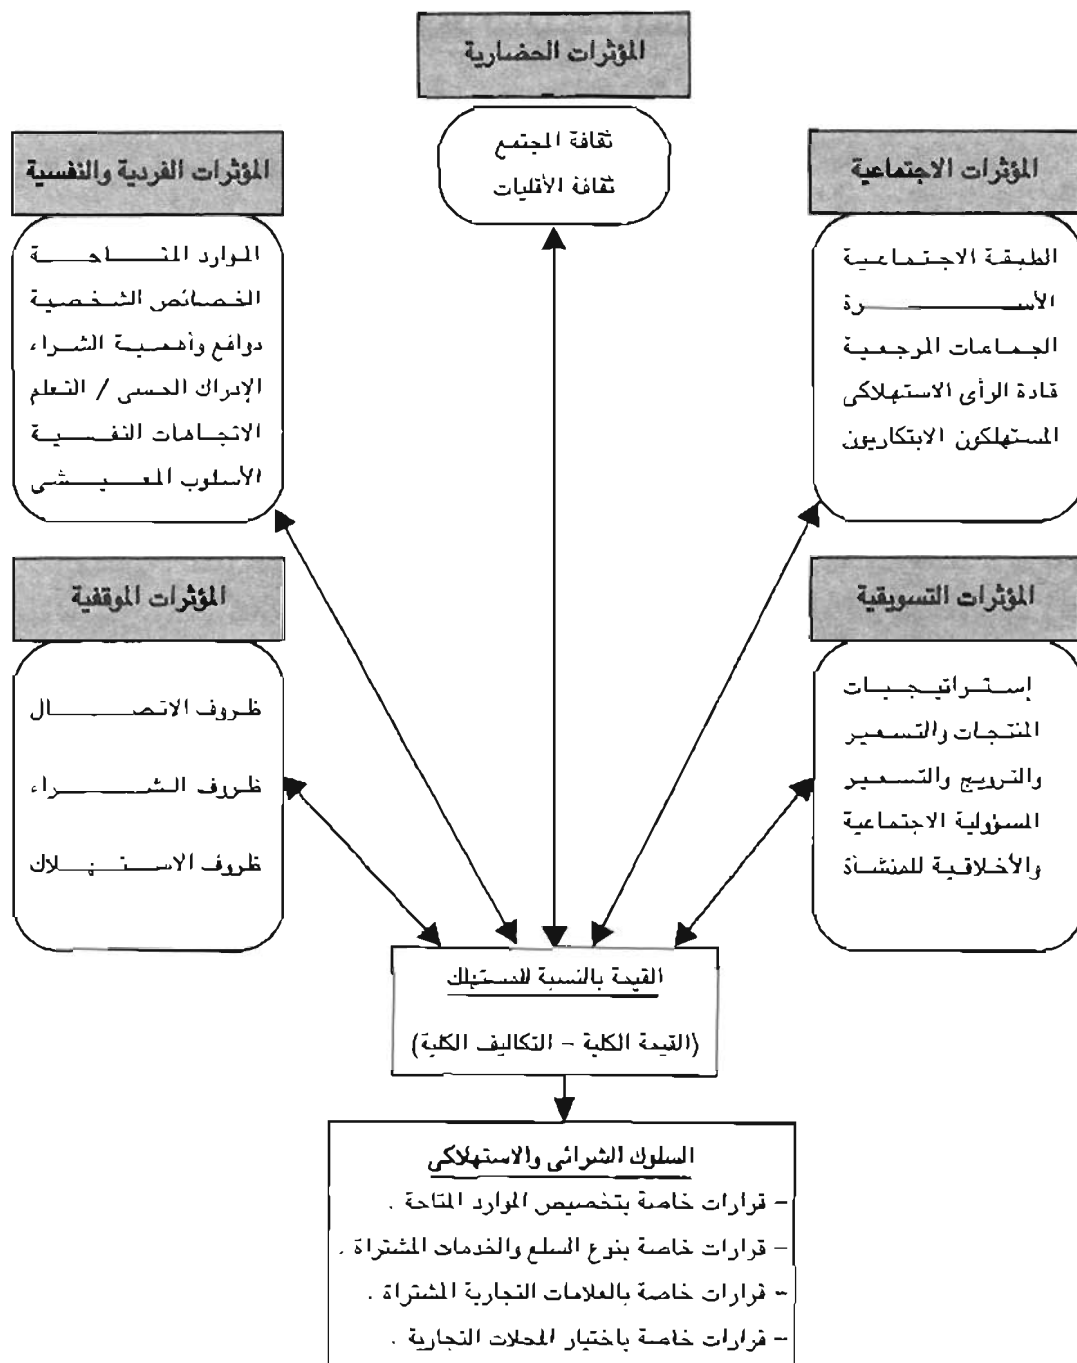 المؤثرات الحضارية
ثقافة المجتمع
ثقافة الأقليات
المؤثرات الاجتماعية
الطبقة الاجتماعية
الأسرة
الجماعات المرجعية
قادة الرأى الاستهلاكى
المستهلكون الابتكاريون
المؤثرات الفردية والنفسية
الموارد المتاحة
الخصائص الشخصية
دوافع وأهمية الشراء
الإدراك الحسى / التعلم
الاتجاهات النفسية
الأسلوب المعيشى
المؤثرات التسويقية
إستراتيجيات
المنتجات والتسعير
والترويج والتسعير
المسؤولية الاجتماعية
والأخلاقية للمنشأة
المؤثرات الموقفية
ظروف الاتصال
ظروف الشراء
ظروف الاستهلاك
القيمة بالنسبة للمستهلك
(القيمة الكلية – التكاليف الكلية)
السلوك الشرائى والاستهلاكى
– قرارات خاصة بتخصيص الموارد المتاحة .
– قرارات خاصة بنوع السلع والخدمات المشتراة .
– قرارات خاصة بالعلامات التجارية المشتراة .
– قرارات خاصة باختيار المحلات التجارية .